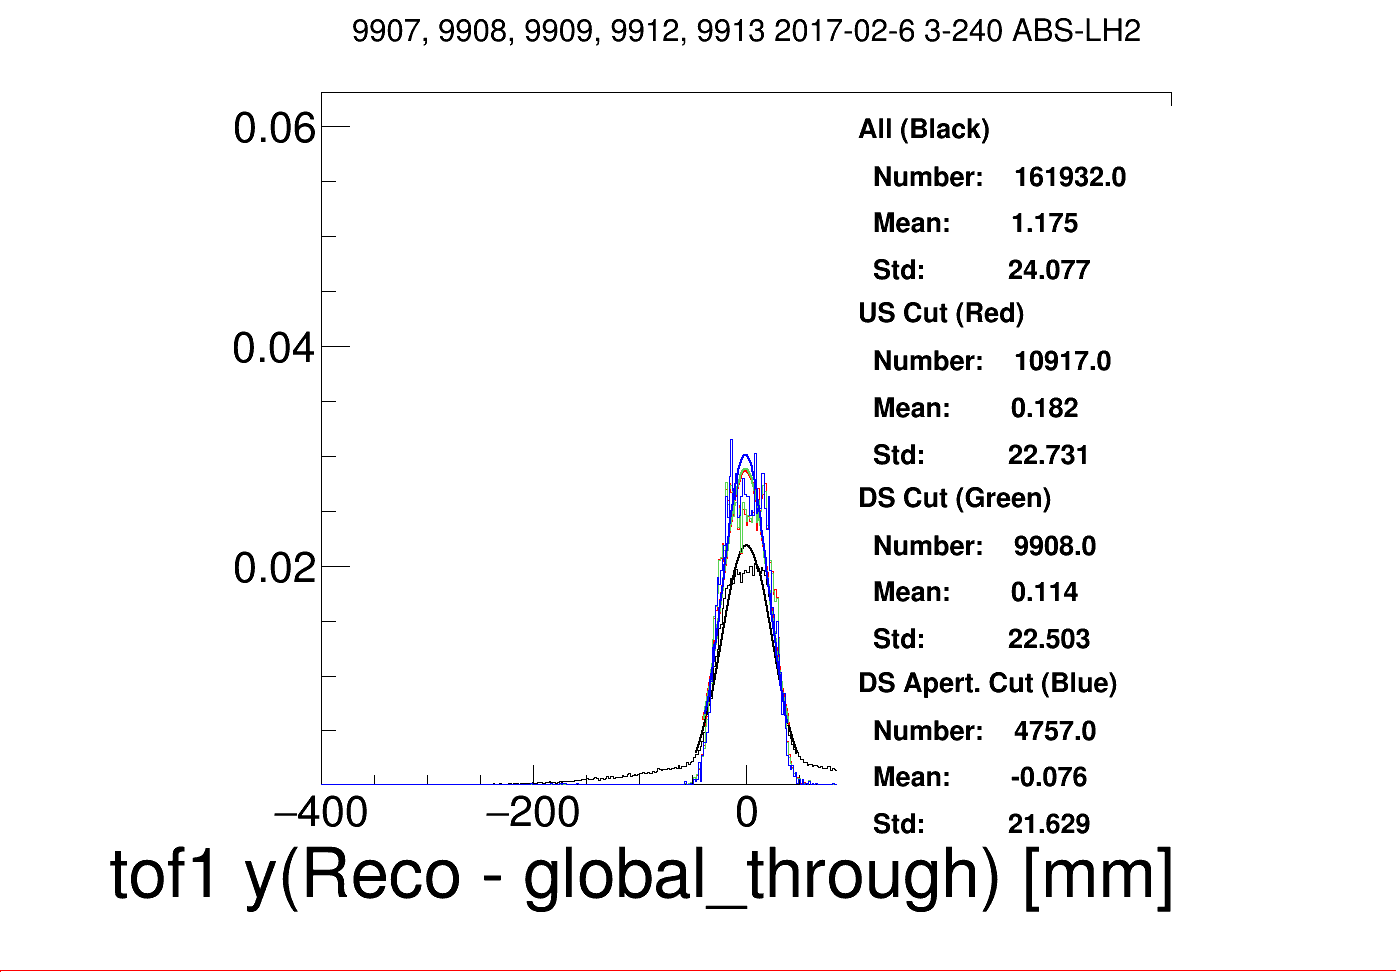 9907, 9908, 9909, 9912, 9913 2017-02-6 3-240 ABS-LH2
0.06
0.04
0.02
−400 −200 0
All (Black)
Number: 161932.0
Mean: 1.175
Std: 24.077
US Cut (Red)
Number: 10917.0
Mean: 0.182
Std: 22.731
DS Cut (Green)
Number: 9908.0
Mean: 0.114
Std: 22.503
DS Apert. Cut (Blue)
Number: 4757.0
Mean: -0.076
Std: 21.629
tof1 y(Reco - global_through) [mm]